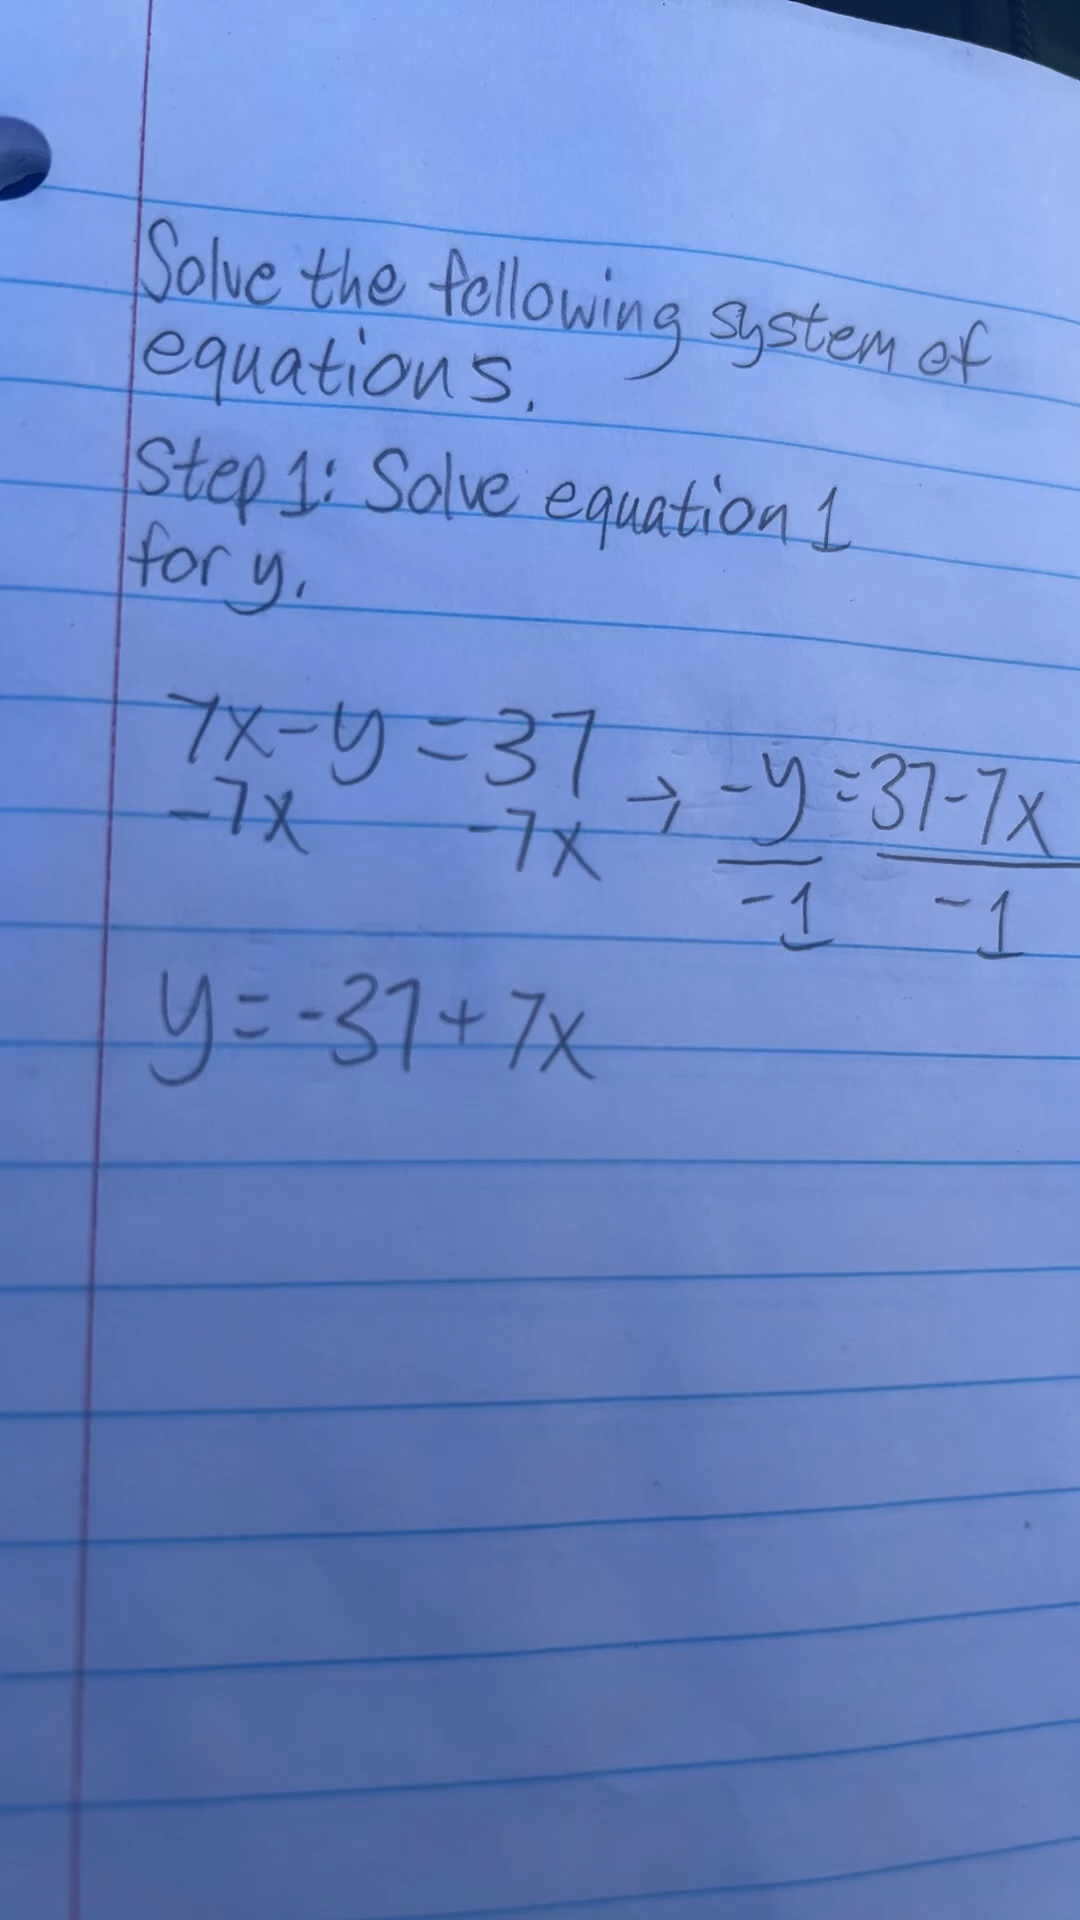 Solve the following system of
equations.
Step 1: Solve equation 1
for y.
7x-y=37 → -y=37-7x
-7x -7x -1 -1
y=-37+7x